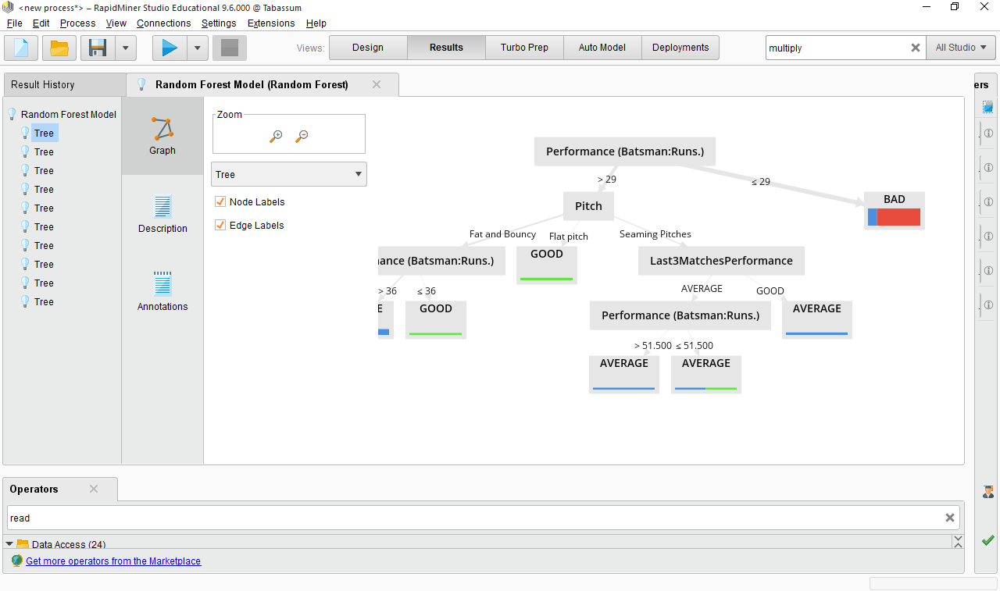 <new process*> – RapidMiner Studio Educational 9.6.000 @ Tabassum
File Edit Process View Connections Settings Extensions Help
Views: Design Results Turbo Prep Auto Model Deployments
multiply
All Studio
Result History
Random Forest Model (Random Forest)
ers
Random Forest Model
Tree
Tree
Tree
Tree
Tree
Tree
Tree
Tree
Tree
Tree
Graph
Description
Annotations
Zoom
Tree
Node Labels
Edge Labels
Performance (Batsman:Runs.)
> 29
≤ 29
Pitch
BAD
Fat and Bouncy
Flat pitch
Seaming Pitches
ance (Batsman:Runs.)
GOOD
Last3MatchesPerformance
> 36
≤ 36
AVERAGE
GOOD
E
GOOD
Performance (Batsman:Runs.)
AVERAGE
> 51.500
≤ 51.500
AVERAGE
AVERAGE
Operators
read
Data Access (24)
Get more operators from the Marketplace